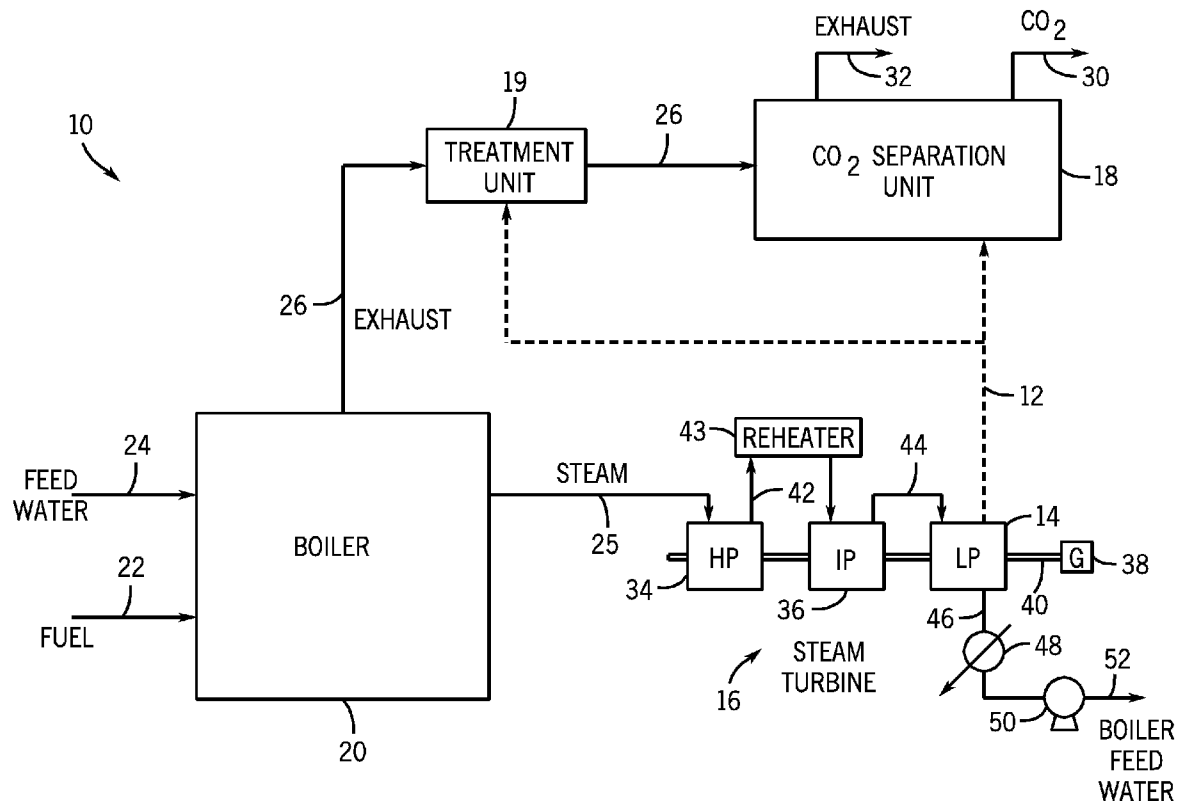 EXHAUST
CO2
32
30
19
10
26
TREATMENT
UNIT
CO2 SEPARATION
UNIT
18
26
EXHAUST
12
43
REHEATER
44
24
FEED
WATER
STEAM
42
14
25
BOILER
HP
IP
LP
G
38
34
36
46
40
22
FUEL
48
STEAM
TURBINE
16
52
50
20
BOILER
FEED
WATER